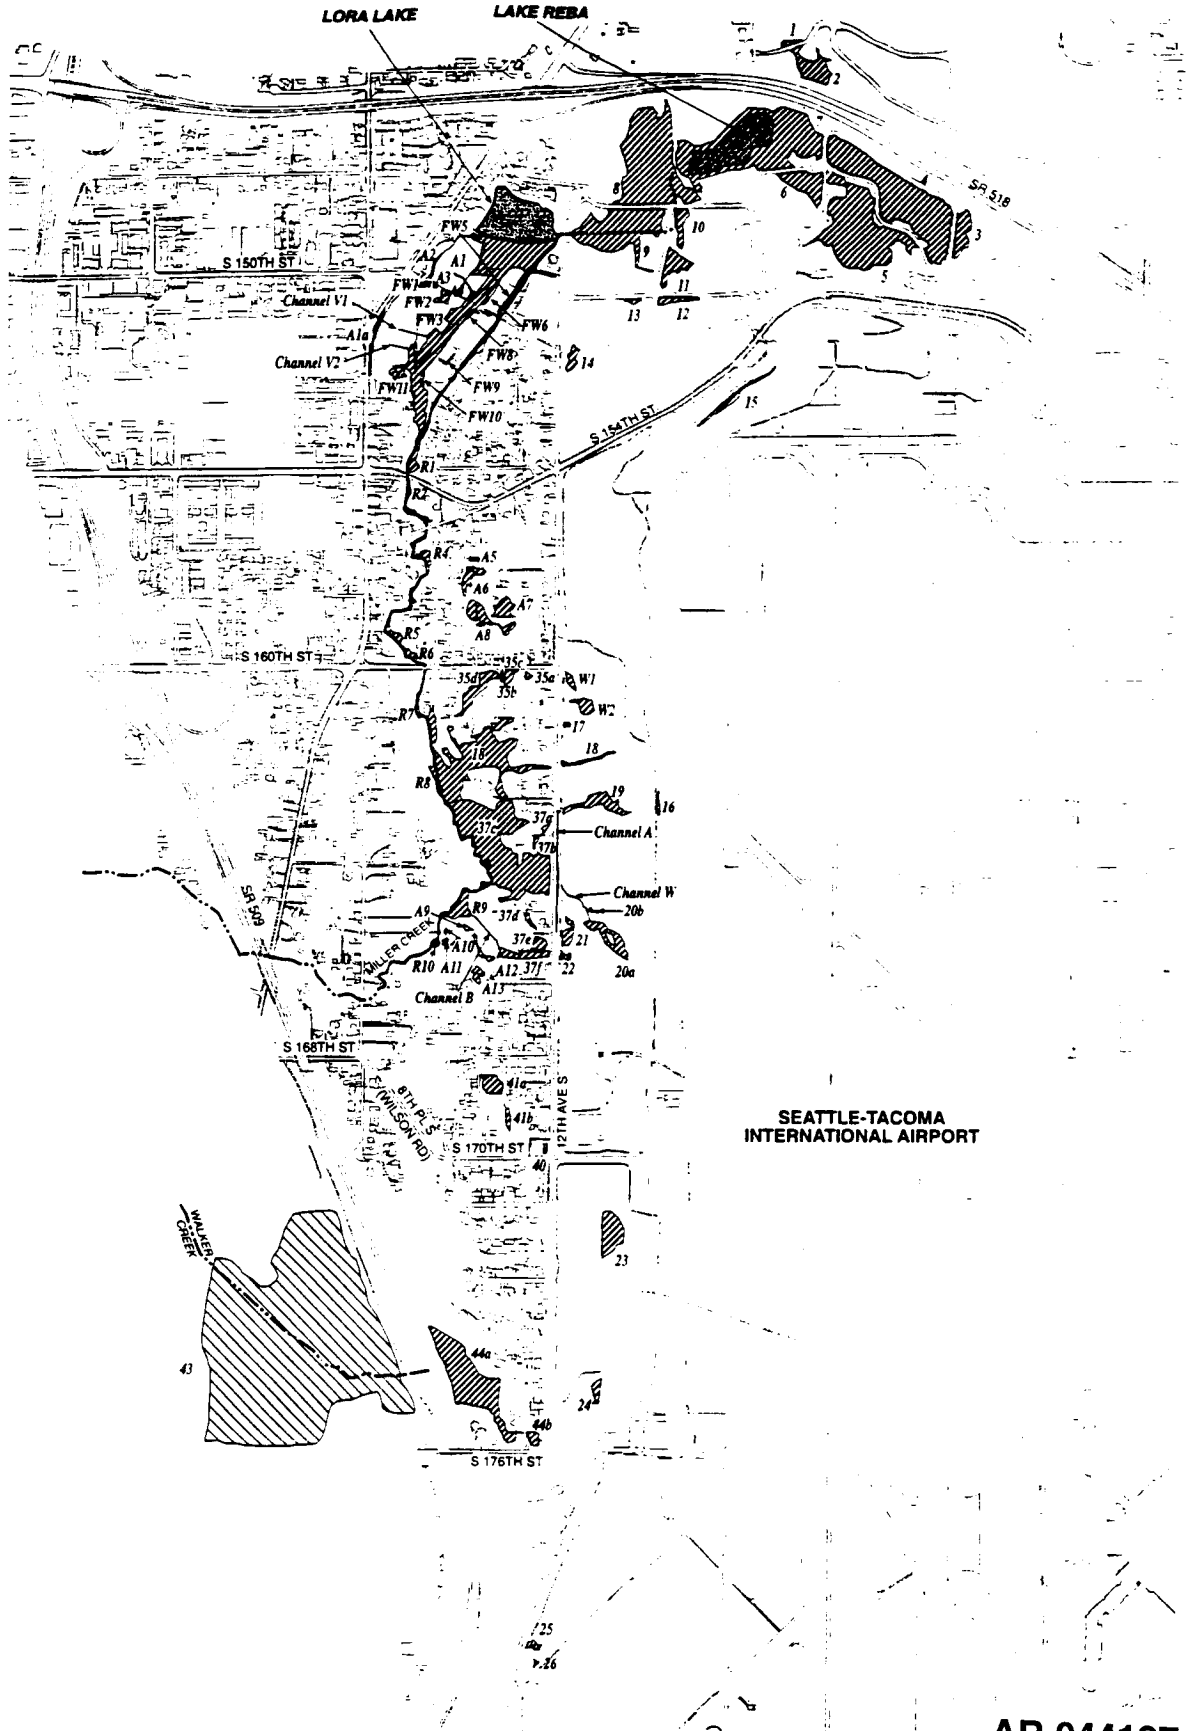 LORA LAKE
LAKE REBA
1
2
SR 518
8
6
3
10
9
5
11
FW5
A2
A1
S 150TH ST
FW1
A3
FW2
Channel V1
FW3
FW6
13
12
A1a
FW8
14
Channel V2
FW11
FW9
15
FW10
S 154TH ST
R1
R2
R4
A5
A6
A7
A8
R5
R6
S 160TH ST
35c
35d
35b
35a
W1
W2
R7
17
18
18
R8
19
16
37a
37c
Channel A
37b
Channel W
SR 509
A9
R9
37d
20b
MILLER CREEK
A10
37e
21
R10
A11
A12
37f
22
20a
A13
Channel B
S 168TH ST
8TH PL S
(WILSON RD)
41a
12TH AVE S
41b
SEATTLE-TACOMA
INTERNATIONAL AIRPORT
S 170TH ST
40
WALKER
CREEK
23
44a
43
24
44b
S 176TH ST
25
26